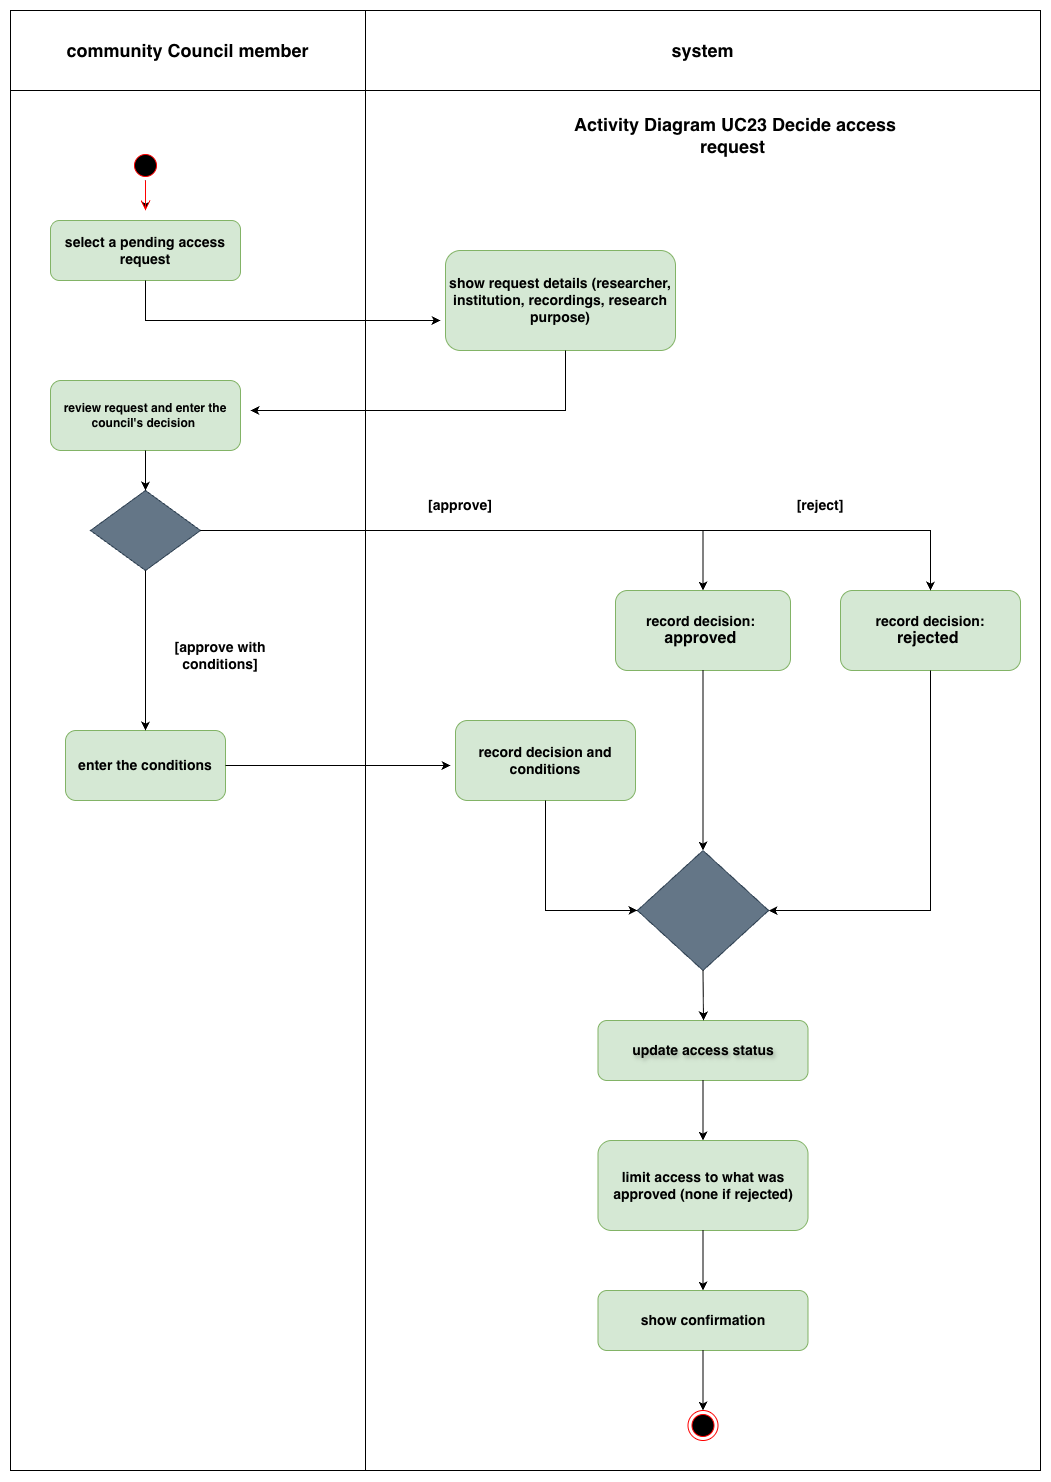 community Council member
system
Activity Diagram UC23 Decide access
request
select a pending access
request
show request details (researcher,
institution, recordings, research
purpose)
review request and enter the
council's decision
[approve]
[reject]
record decision:
approved
record decision:
rejected
[approve with
conditions]
enter the conditions
record decision and
conditions
update access status
limit access to what was
approved (none if rejected)
show confirmation